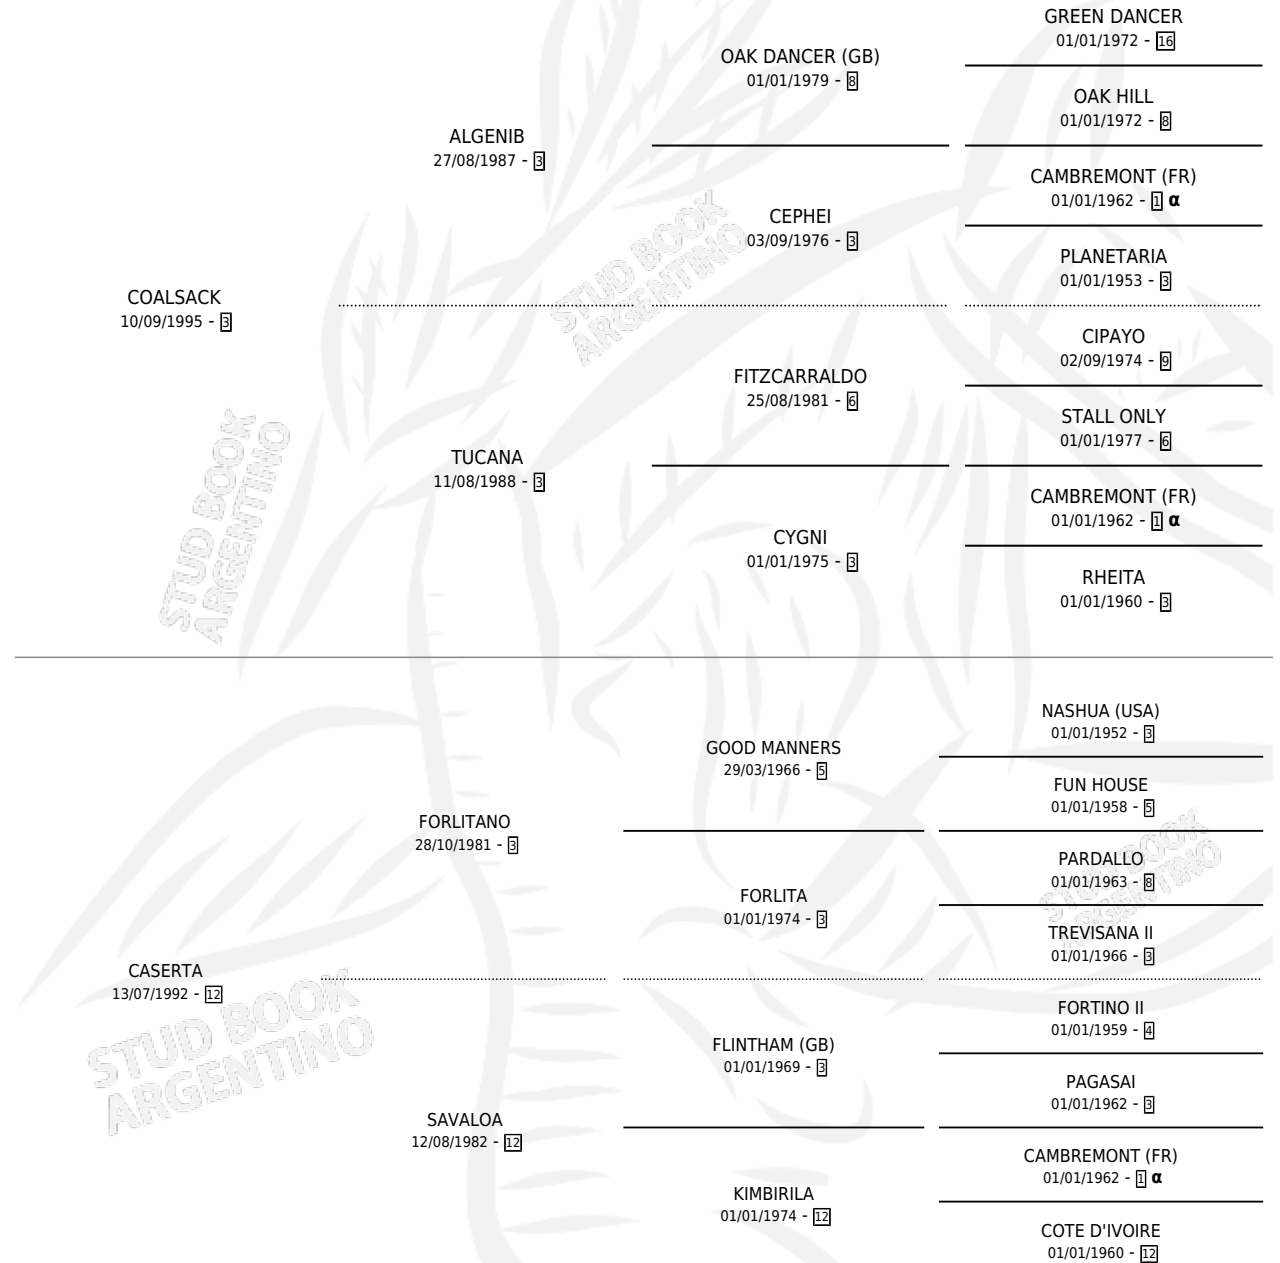 GREEN DANCER
01/01/1972 - 16
OAK DANCER (GB)
01/01/1979 - 8
OAK HILL
01/01/1972 - 8
ALGENIB
27/08/1987 - 3
CAMBREMONT (FR)
01/01/1962 - 1 α
CEPHEI
03/09/1976 - 3
PLANETARIA
01/01/1953 - 3
COALSACK
10/09/1995 - 3
CIPAYO
02/09/1974 - 9
FITZCARRALDO
25/08/1981 - 6
STALL ONLY
01/01/1977 - 6
TUCANA
11/08/1988 - 3
CAMBREMONT (FR)
01/01/1962 - 1 α
CYGNI
01/01/1975 - 3
RHEITA
01/01/1960 - 3
STUD BOOK
ARGENTINO
STUD BOOK
ARGENTINO
NASHUA (USA)
01/01/1952 - 3
GOOD MANNERS
29/03/1966 - 5
FUN HOUSE
01/01/1958 - 5
FORLITANO
28/10/1981 - 3
PARDALLO
01/01/1963 - 8
FORLITA
01/01/1974 - 3
TREVISANA II
01/01/1966 - 3
CASERTA
13/07/1992 - 12
FORTINO II
01/01/1959 - 4
FLINTHAM (GB)
01/01/1969 - 3
PAGASAI
01/01/1962 - 3
SAVALOA
12/08/1982 - 12
CAMBREMONT (FR)
01/01/1962 - 1 α
KIMBIRILA
01/01/1974 - 12
COTE D'IVOIRE
01/01/1960 - 12
STUD BOOK
ARGENTINO
STUD BOOK
ARGENTINO